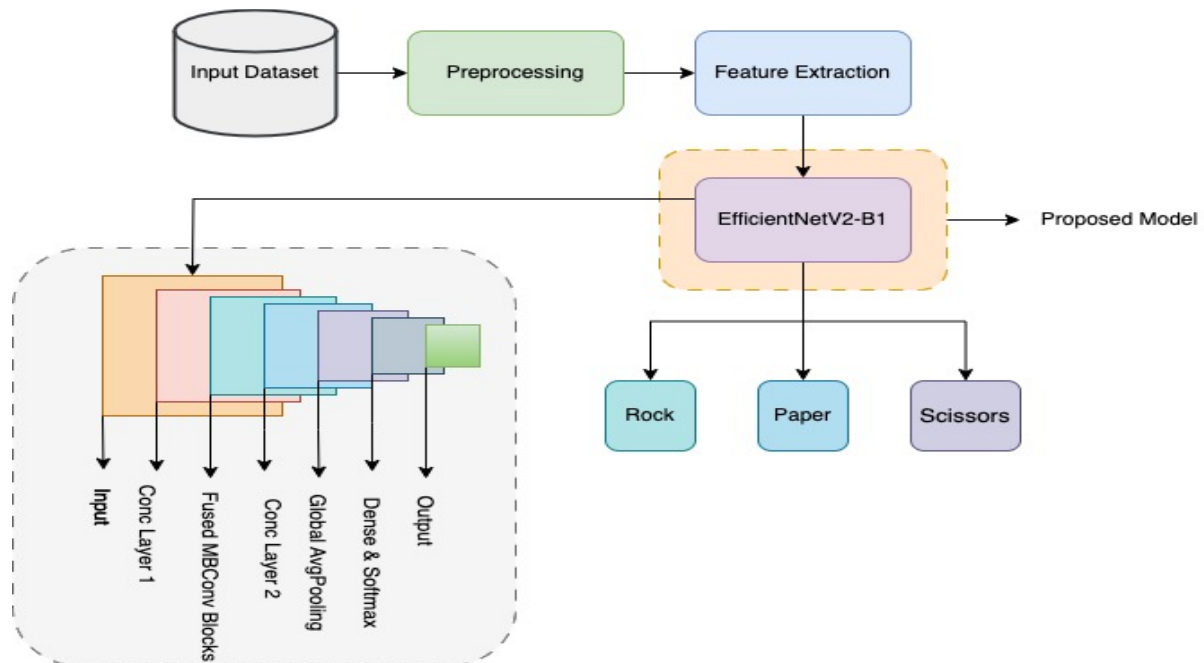 Input Dataset
Preprocessing
Feature Extraction
EfficientNetV2-B1
Proposed Model
Rock
Paper
Scissors
Input
Conc Layer 1
Fused MBConv Blocks
Conc Layer 2
Global AvgPooling
Dense & Softmax
Output